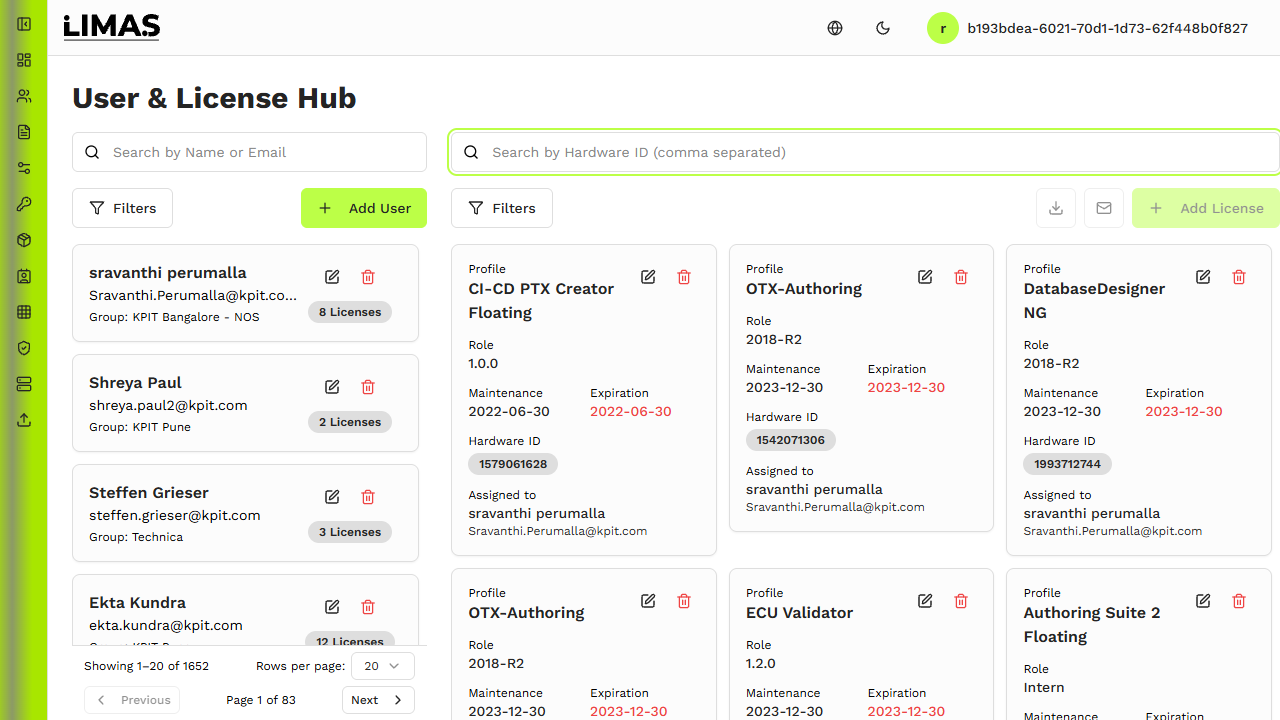 LIMAS
r
b193bdea-6021-70d1-1d73-62f448b0f827
User & License Hub
Search by Name or Email
Search by Hardware ID (comma separated)
Filters
Add User
Filters
Add License
sravanthi perumalla
Sravanthi.Perumalla@kpit.co...
Group: KPIT Bangalore - NOS
8 Licenses
Shreya Paul
shreya.paul2@kpit.com
Group: KPIT Pune
2 Licenses
Steffen Grieser
steffen.grieser@kpit.com
Group: Technica
3 Licenses
Ekta Kundra
ekta.kundra@kpit.com
12 Licenses
Showing 1–20 of 1652
Rows per page:
20
Previous
Page 1 of 83
Next
Profile
CI-CD PTX Creator
Floating
Role
1.0.0
Maintenance
Expiration
2022-06-30
2022-06-30
Hardware ID
1579061628
Assigned to
sravanthi perumalla
Sravanthi.Perumalla@kpit.com
Profile
OTX-Authoring
Role
2018-R2
Maintenance
Expiration
2023-12-30
2023-12-30
Hardware ID
1542071306
Assigned to
sravanthi perumalla
Sravanthi.Perumalla@kpit.com
Profile
DatabaseDesigner
NG
Role
2018-R2
Maintenance
Expiration
2023-12-30
2023-12-30
Hardware ID
1993712744
Assigned to
sravanthi perumalla
Sravanthi.Perumalla@kpit.com
Profile
OTX-Authoring
Role
2018-R2
Maintenance
Expiration
2023-12-30
2023-12-30
Profile
ECU Validator
Role
1.2.0
Maintenance
Expiration
2023-12-30
2023-12-30
Profile
Authoring Suite 2
Floating
Role
Intern
Maintenance
Expiration